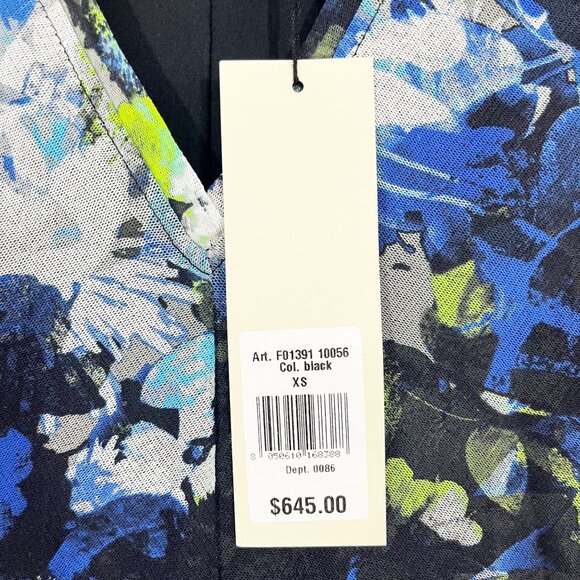 Art. F01391 10056
Col. black
XS
8 050610 168388
Dept. 0086
$645.00